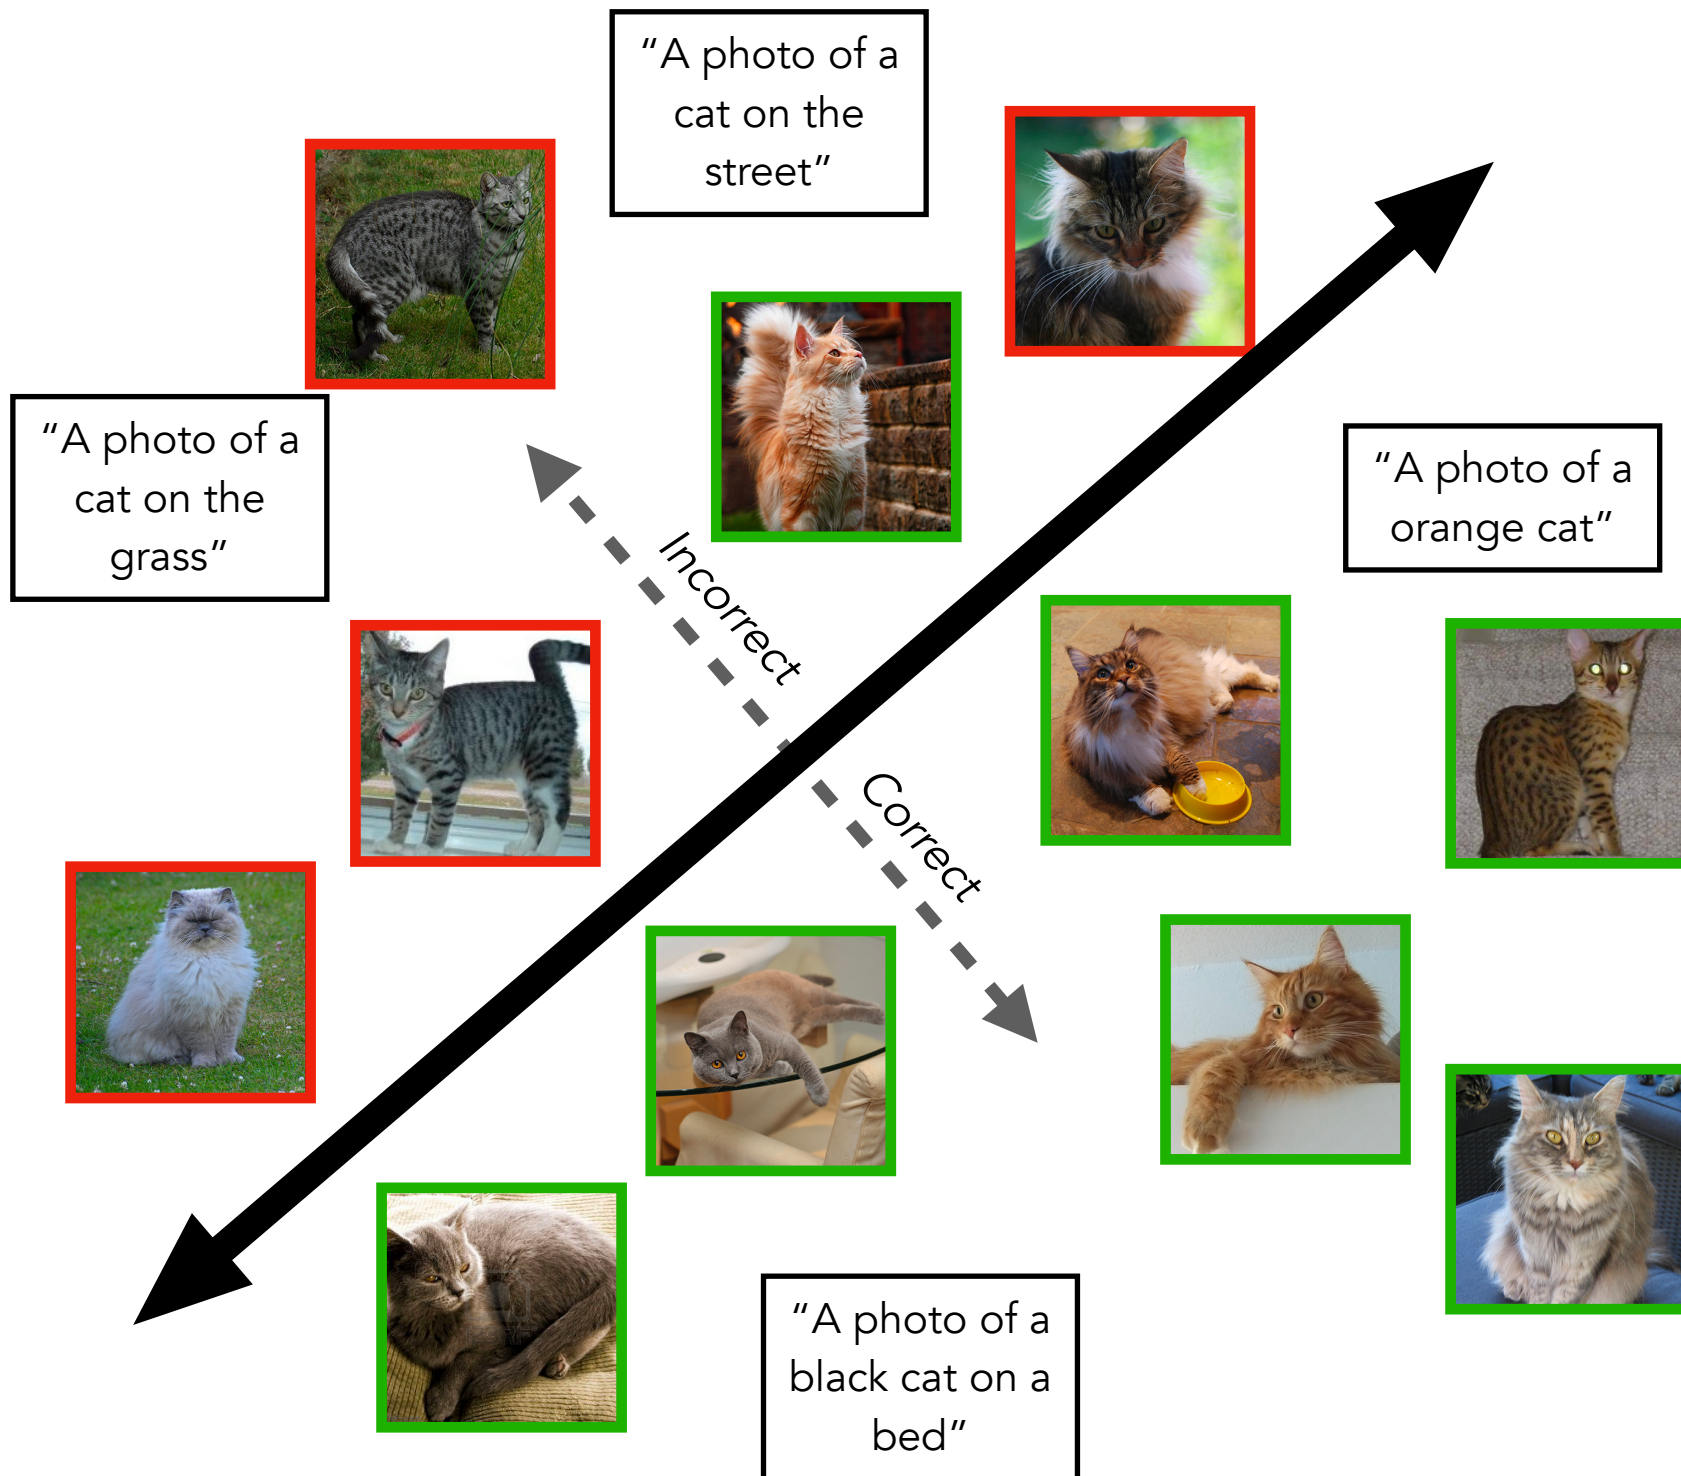 “A photo of a
cat on the
street”
“A photo of a
cat on the
grass”
“A photo of a
orange cat”
Incorrect
Correct
“A photo of a
black cat on a
bed”